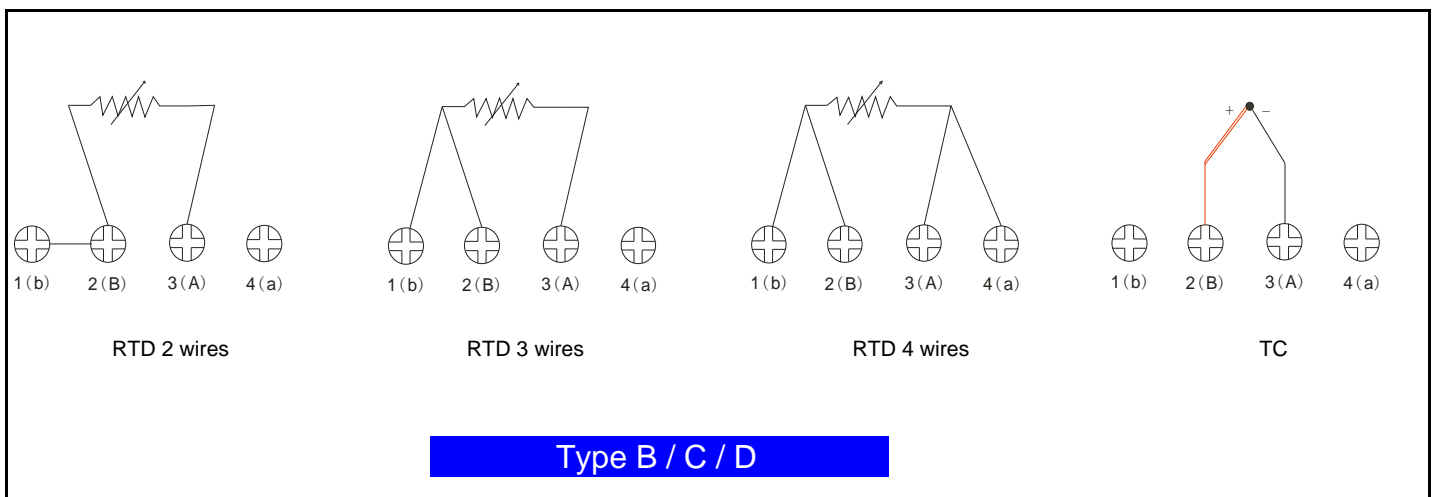 + −
1(b) 2(B) 3(A) 4(a) 1(b) 2(B) 3(A) 4(a) 1(b) 2(B) 3(A) 4(a) 1(b) 2(B) 3(A) 4(a)
RTD 2 wires RTD 3 wires RTD 4 wires TC
Type B / C / D